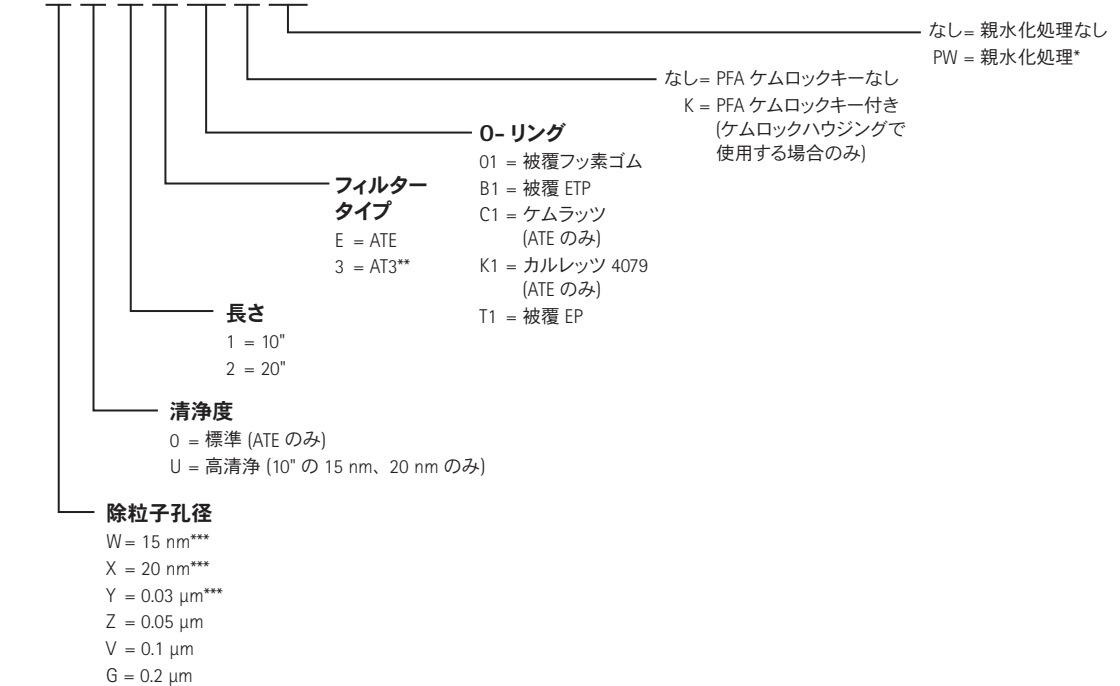 なし= 親水化処理なし
PW = 親水化処理*
なし= PFA ケムロックキーなし
K = PFA ケムロックキー付き
(ケムロックハウジングで
使用する場合のみ)
O- リング
01 = 被覆フッ素ゴム
B1 = 被覆 ETP
C1 = ケムラッツ
(ATE のみ)
K1 = カルレッツ 4079
(ATE のみ)
T1 = 被覆 EP
フィルター
タイプ
E = ATE
3 = AT3**
長さ
1 = 10"
2 = 20"
清浄度
0 = 標準 (ATE のみ)
U = 高清浄 (10" の 15 nm、20 nm のみ)
除粒子孔径
W = 15 nm***
X = 20 nm***
Y = 0.03 µm***
Z = 0.05 µm
V = 0.1 µm
G = 0.2 µm